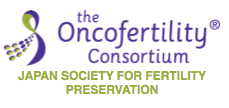 the
Oncofertility®
Consortium
JAPAN SOCIETY FOR FERTILITY
PRESERVATION